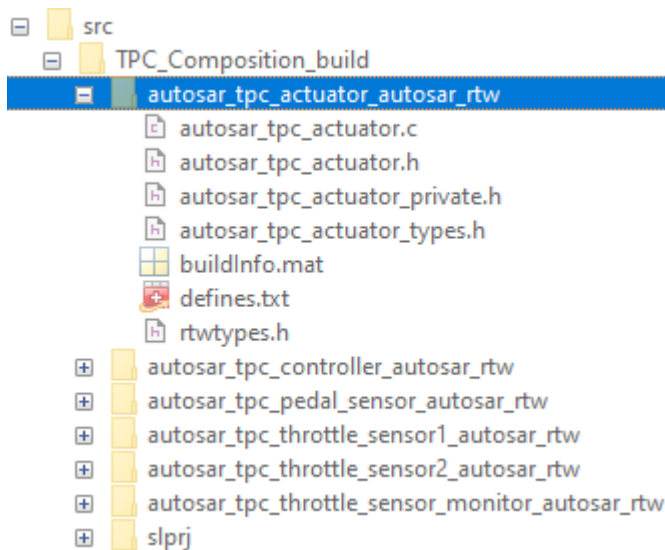 src
TPC_Composition_build
autosar_tpc_actuator_autosar_rtw
autosar_tpc_actuator.c
autosar_tpc_actuator.h
autosar_tpc_actuator_private.h
autosar_tpc_actuator_types.h
buildInfo.mat
defines.txt
rtwtypes.h
autosar_tpc_controller_autosar_rtw
autosar_tpc_pedal_sensor_autosar_rtw
autosar_tpc_throttle_sensor1_autosar_rtw
autosar_tpc_throttle_sensor2_autosar_rtw
autosar_tpc_throttle_sensor_monitor_autosar_rtw
slprj